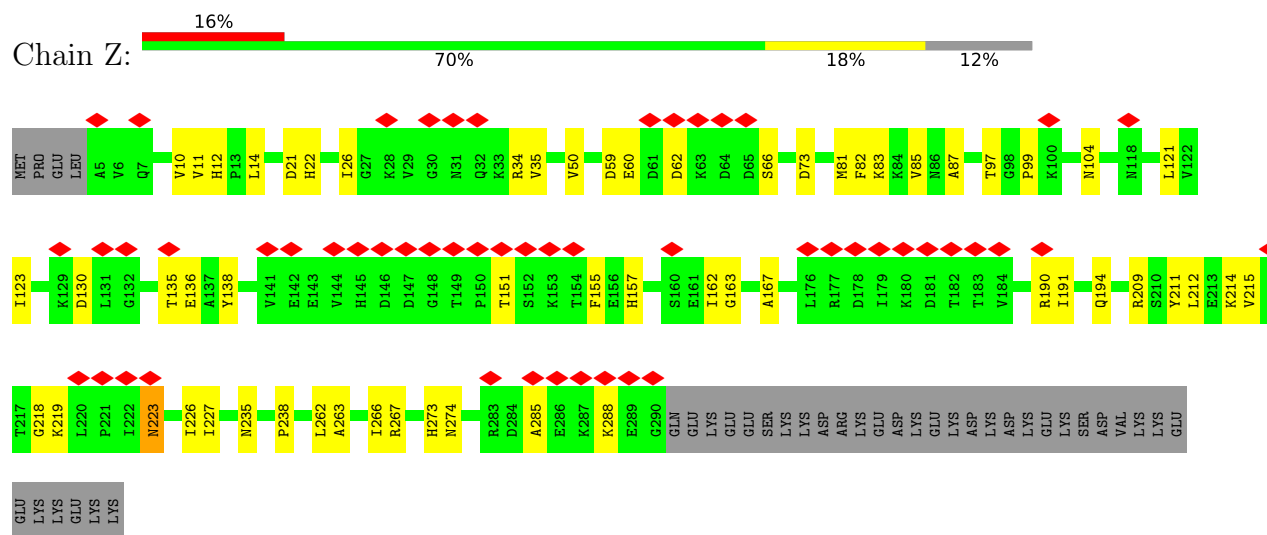 16%
Chain Z:
70% 18% 12%
MET PRO GLU LEU A5 V6 Q7 V10 V11 H12 P13 L14 D21 H22 I26 G27 K28 V29 G30 N31 Q32 K33 R34 V35 V50 D59 E60 D61 D62 K63 D64 D65 S66 D73 M81 F82 K83 K84 V85 N86 A87 T97 G98 P99 K100 N104 N118 L121 V122
I123 K129 D130 L131 G132 T135 E136 A137 Y138 V141 E142 E143 V144 H145 D146 D147 G148 T149 P150 T151 S152 K153 T154 F155 E156 H157 S160 E161 I162 G163 A167 L176 R177 D178 I179 K180 D181 T182 T183 V184 R190 I191 Q194 R209 S210 Y211 L212 E213 K214 V215
T217 G218 K219 L220 P221 I222 N223 I226 I227 N235 P238 L262 A263 I266 R267 H273 N274 R283 D284 A285 E286 K287 K288 E289 G290 GLN GLU LYS GLU GLU SER LYS LYS ASP ARG LYS GLU ASP LYS GLU LYS ASP LYS ASP LYS GLU LYS SER ASP VAL LYS LYS GLU
GLU LYS LYS GLU LYS LYS